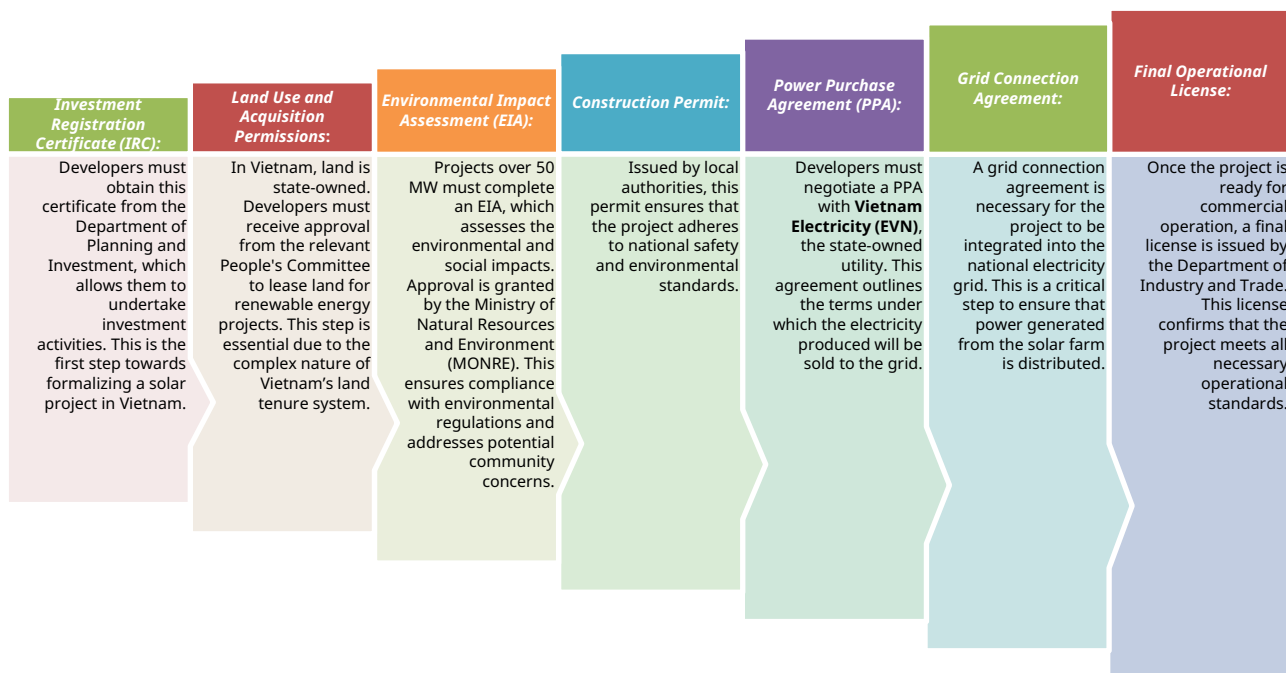 Investment
Registration
Certificate (IRC):
Developers must
obtain this
certificate from the
Department of
Planning and
Investment, which
allows them to
undertake
investment
activities. This is the
first step towards
formalizing a solar
project in Vietnam.
Land Use and
Acquisition
Permissions:
In Vietnam, land is
state-owned.
Developers must
receive approval
from the relevant
People's Committee
to lease land for
renewable energy
projects. This step is
essential due to the
complex nature of
Vietnam’s land
tenure system.
Environmental Impact
Assessment (EIA):
Projects over 50
MW must complete
an EIA, which
assesses the
environmental and
social impacts.
Approval is granted
by the Ministry of
Natural Resources
and Environment
(MONRE). This
ensures compliance
with environmental
regulations and
addresses potential
community
concerns.
Construction Permit:
Issued by local
authorities, this
permit ensures that
the project adheres
to national safety
and environmental
standards.
Power Purchase
Agreement (PPA):
Developers must
negotiate a PPA
with Vietnam
Electricity (EVN),
the state-owned
utility. This
agreement outlines
the terms under
which the electricity
produced will be
sold to the grid.
Grid Connection
Agreement:
A grid connection
agreement is
necessary for the
project to be
integrated into the
national electricity
grid. This is a critical
step to ensure that
power generated
from the solar farm
is distributed.
Final Operational
License:
Once the project is
ready for
commercial
operation, a final
license is issued by
the Department of
Industry and Trade.
This license
confirms that the
project meets all
necessary
operational
standards.